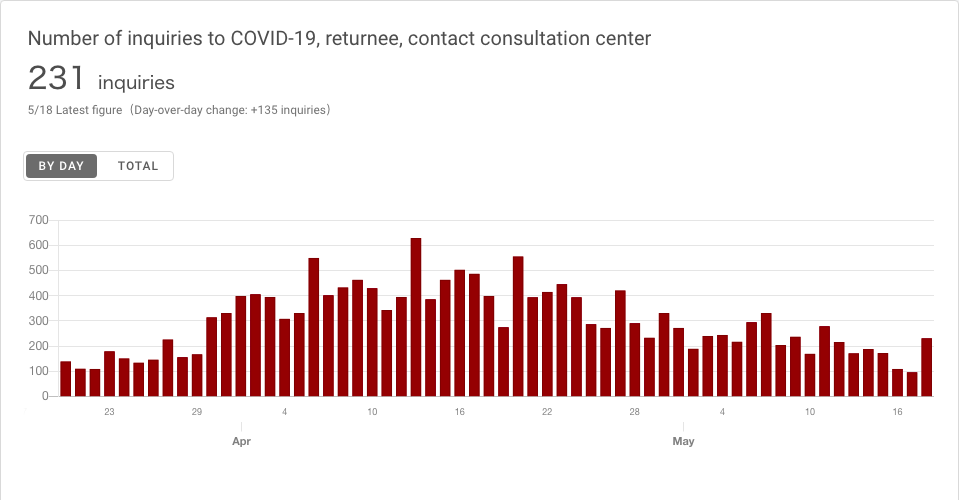 Number of inquiries to COVID-19, returnee, contact consultation center
231 inquiries
5/18 Latest figure（Day-over-day change: +135 inquiries）
BY DAY TOTAL
700
600
500
400
300
200
100
0
23 29 4 10 16 22 28 4 10 16
Apr May